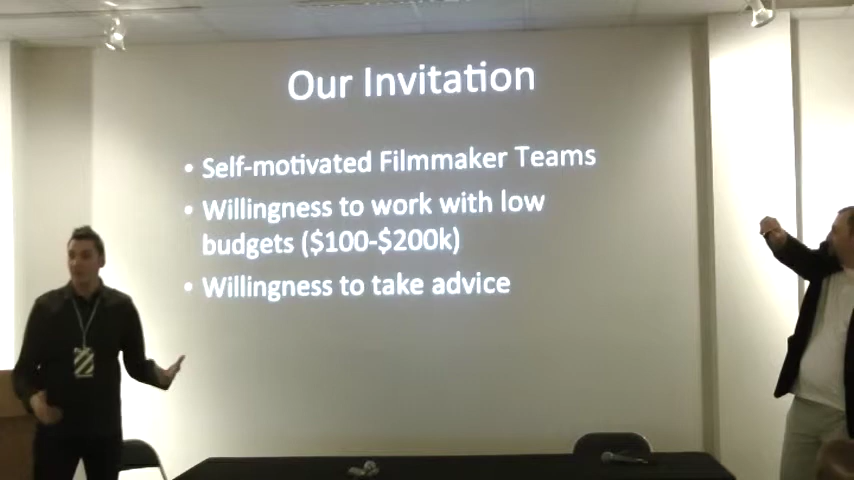 Our Invitation
• Self-motivated Filmmaker Teams
• Willingness to work with low
budgets ($100-$200k)
• Willingness to take advice